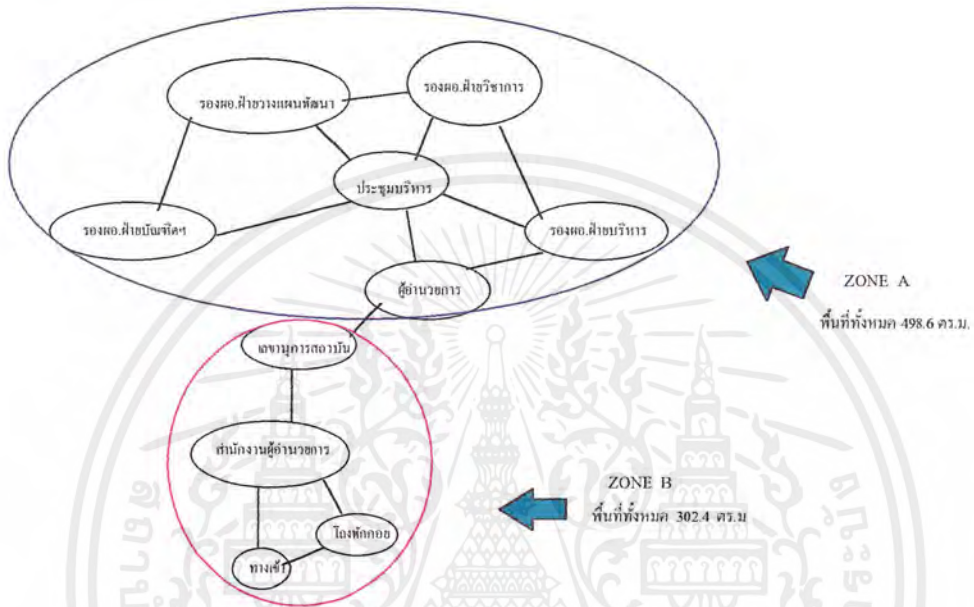 รองผอ.ฝ่ายวางแผนพัฒนา
รองผอ.ฝ่ายวิชาการ
ประชุมบริหาร
รองผอ.ฝ่ายบัณฑิตฯ
รองผอ.ฝ่ายบริหาร
ผู้อำนวยการ
ZONE A
พื้นที่ทั้งหมด 498.6 ตร.ม.
เลขานุการสถาบัน
สำนักงานผู้อำนวยการ
ZONE B
พื้นที่ทั้งหมด 302.4 ตร.ม
โถงพักคอย
ทางเข้า